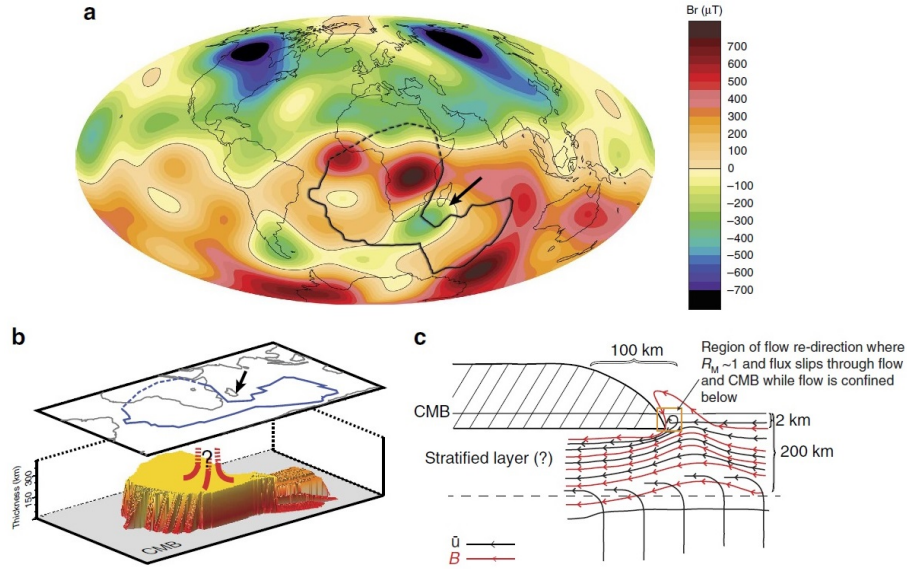 a
Br (µT)
700
600
500
400
300
200
100
0
–100
–200
–300
–400
–500
–600
–700
b
?
Thickness (km)
300
150
CMB
c
100 km
Region of flow re-direction where
R_M ~1 and flux slips through flow
and CMB while flow is confined
below
CMB
2 km
200 km
Stratified layer (?)
ū
B